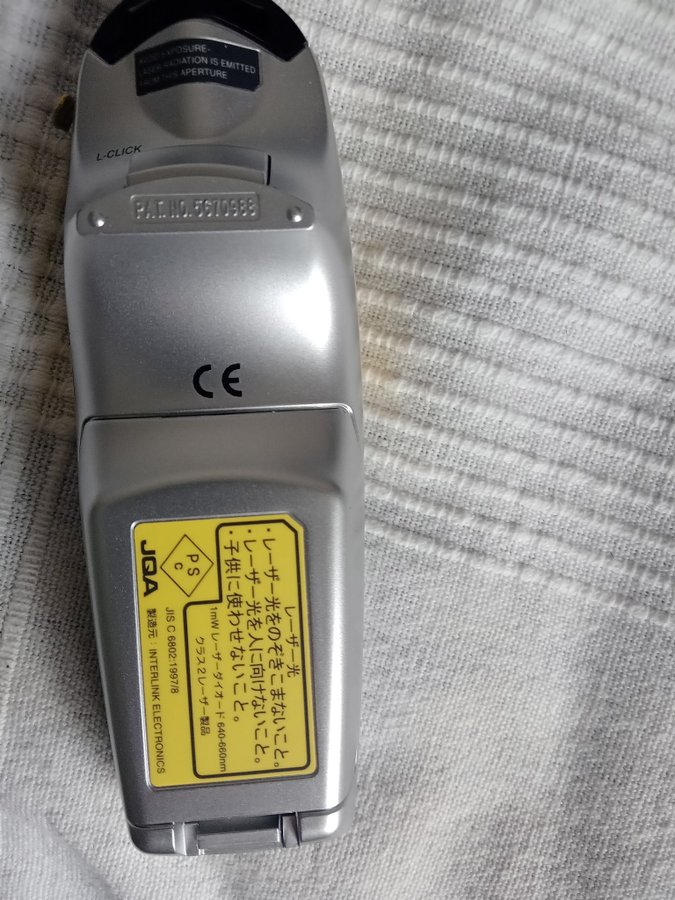 AVOID EXPOSURE-
LASER RADIATION IS EMITTED
FROM THIS APERTURE
L-CLICK
PAT. NO. 5670988
CE
レーザー光
・レーザー光をのぞきこまないこと。
・レーザー光を人に向けないこと。
・子供に使わせないこと。
1mW レーザーダイオード 640-660nm
クラス2レーザー製品
PS
C
JQA
JIS C 6802:1997/8
製造元：INTERLINK ELECTRONICS